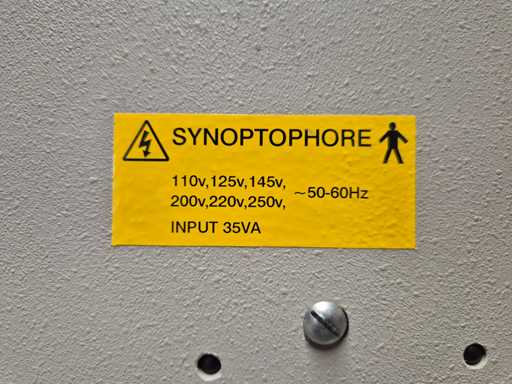 SYNOPTOPHORE
110v,125v,145v,
200v,220v,250v,
~50-60Hz
INPUT 35VA